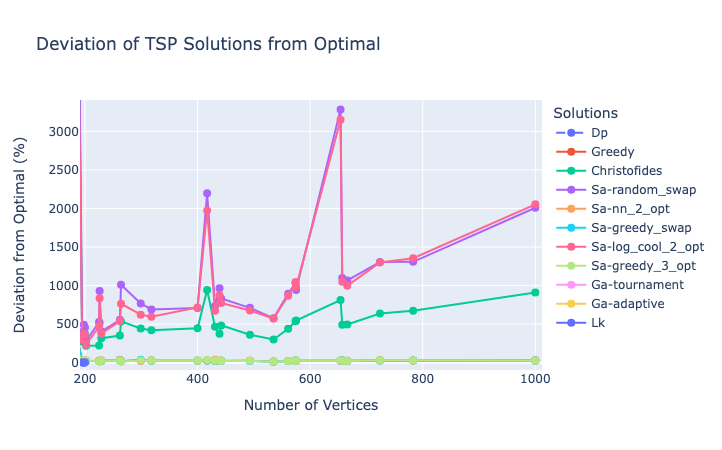 Deviation of TSP Solutions from Optimal
Deviation from Optimal (%)
3000
2500
2000
1500
1000
500
0
200
400
600
800
1000
Number of Vertices
Solutions
Dp
Greedy
Christofides
Sa-random_swap
Sa-nn_2_opt
Sa-greedy_swap
Sa-log_cool_2_opt
Sa-greedy_3_opt
Ga-tournament
Ga-adaptive
Lk